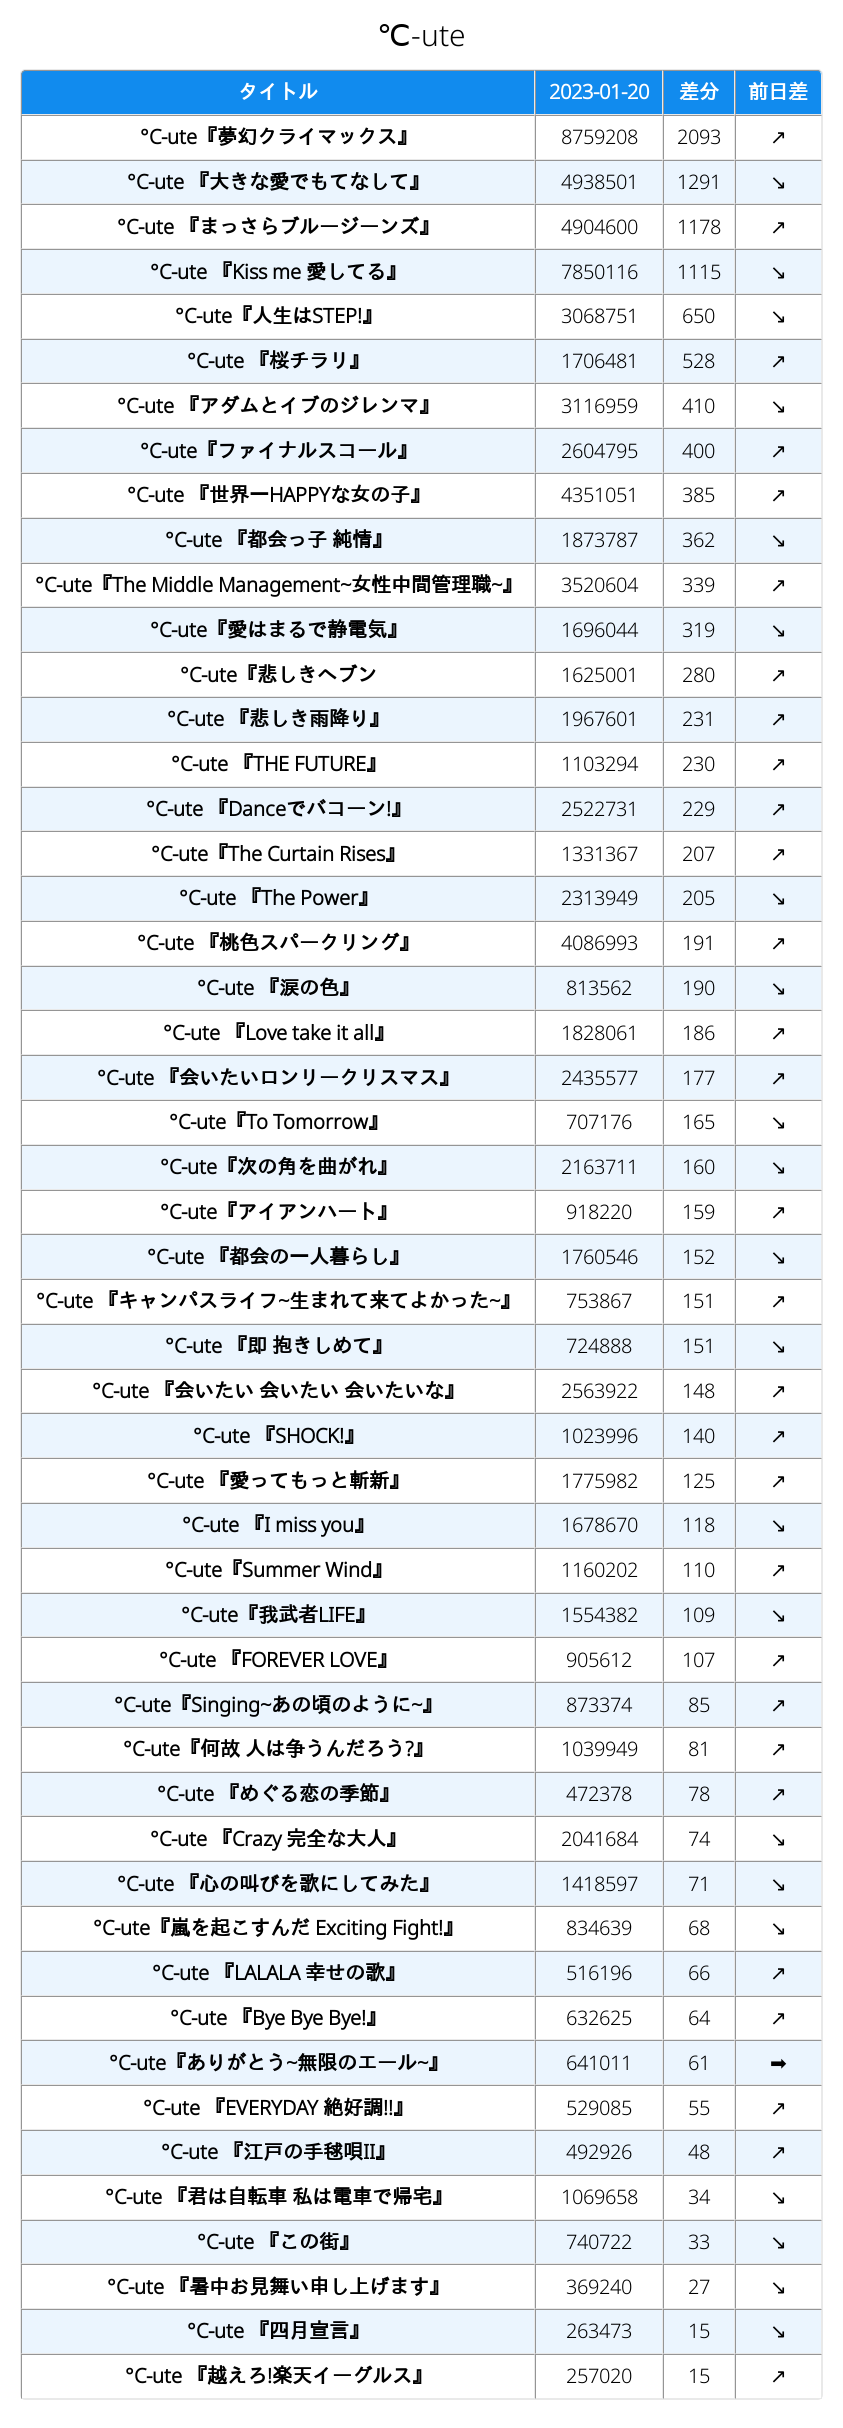 ℃-ute
タイトル 2023-01-20 差分 前日差
°C-ute『夢幻クライマックス』 8759208 2093 ↗
°C-ute 『大きな愛でもてなして』 4938501 1291 ↘
°C-ute 『まっさらブルージーンズ』 4904600 1178 ↗
°C-ute 『Kiss me 愛してる』 7850116 1115 ↘
°C-ute『人生はSTEP!』 3068751 650 ↘
°C-ute 『桜チラリ』 1706481 528 ↗
°C-ute 『アダムとイブのジレンマ』 3116959 410 ↘
°C-ute『ファイナルスコール』 2604795 400 ↗
°C-ute 『世界一HAPPYな女の子』 4351051 385 ↗
°C-ute 『都会っ子 純情』 1873787 362 ↘
°C-ute『The Middle Management~女性中間管理職~』 3520604 339 ↗
°C-ute『愛はまるで静電気』 1696044 319 ↘
°C-ute『悲しきヘブン 1625001 280 ↗
°C-ute 『悲しき雨降り』 1967601 231 ↗
°C-ute 『THE FUTURE』 1103294 230 ↗
°C-ute 『Danceでバコーン!』 2522731 229 ↗
°C-ute『The Curtain Rises』 1331367 207 ↗
°C-ute 『The Power』 2313949 205 ↘
°C-ute 『桃色スパークリング』 4086993 191 ↗
°C-ute 『涙の色』 813562 190 ↘
°C-ute 『Love take it all』 1828061 186 ↗
°C-ute 『会いたいロンリークリスマス』 2435577 177 ↗
°C-ute『To Tomorrow』 707176 165 ↘
°C-ute『次の角を曲がれ』 2163711 160 ↘
°C-ute『アイアンハート』 918220 159 ↗
°C-ute 『都会の一人暮らし』 1760546 152 ↘
°C-ute 『キャンパスライフ~生まれて来てよかった~』 753867 151 ↗
°C-ute 『即 抱きしめて』 724888 151 ↘
°C-ute 『会いたい 会いたい 会いたいな』 2563922 148 ↗
°C-ute 『SHOCK!』 1023996 140 ↗
°C-ute 『愛ってもっと斬新』 1775982 125 ↗
°C-ute 『I miss you』 1678670 118 ↘
°C-ute『Summer Wind』 1160202 110 ↗
°C-ute『我武者LIFE』 1554382 109 ↘
°C-ute 『FOREVER LOVE』 905612 107 ↗
°C-ute『Singing~あの頃のように~』 873374 85 ↗
°C-ute『何故 人は争うんだろう?』 1039949 81 ↗
°C-ute 『めぐる恋の季節』 472378 78 ↗
°C-ute 『Crazy 完全な大人』 2041684 74 ↘
°C-ute 『心の叫びを歌にしてみた』 1418597 71 ↘
°C-ute『嵐を起こすんだ Exciting Fight!』 834639 68 ↘
°C-ute 『LALALA 幸せの歌』 516196 66 ↗
°C-ute 『Bye Bye Bye!』 632625 64 ↗
°C-ute『ありがとう~無限のエール~』 641011 61 ➡
°C-ute 『EVERYDAY 絶好調!!』 529085 55 ↗
°C-ute 『江戸の手毬唄II』 492926 48 ↗
°C-ute 『君は自転車 私は電車で帰宅』 1069658 34 ↘
°C-ute 『この街』 740722 33 ↘
°C-ute 『暑中お見舞い申し上げます』 369240 27 ↘
°C-ute 『四月宣言』 263473 15 ↘
°C-ute 『越えろ!楽天イーグルス』 257020 15 ↗